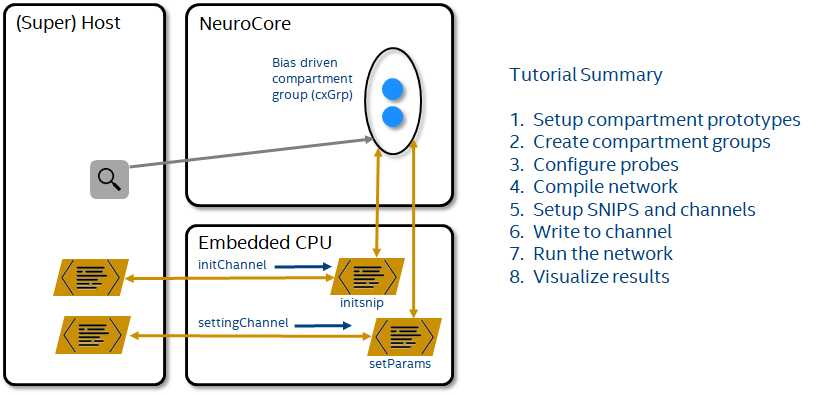 (Super) Host
NeuroCore
Bias driven
compartment
group (cxGrp)
Embedded CPU
initChannel
initsnip
settingChannel
setParams
Tutorial Summary
1. Setup compartment prototypes
2. Create compartment groups
3. Configure probes
4. Compile network
5. Setup SNIPS and channels
6. Write to channel
7. Run the network
8. Visualize results